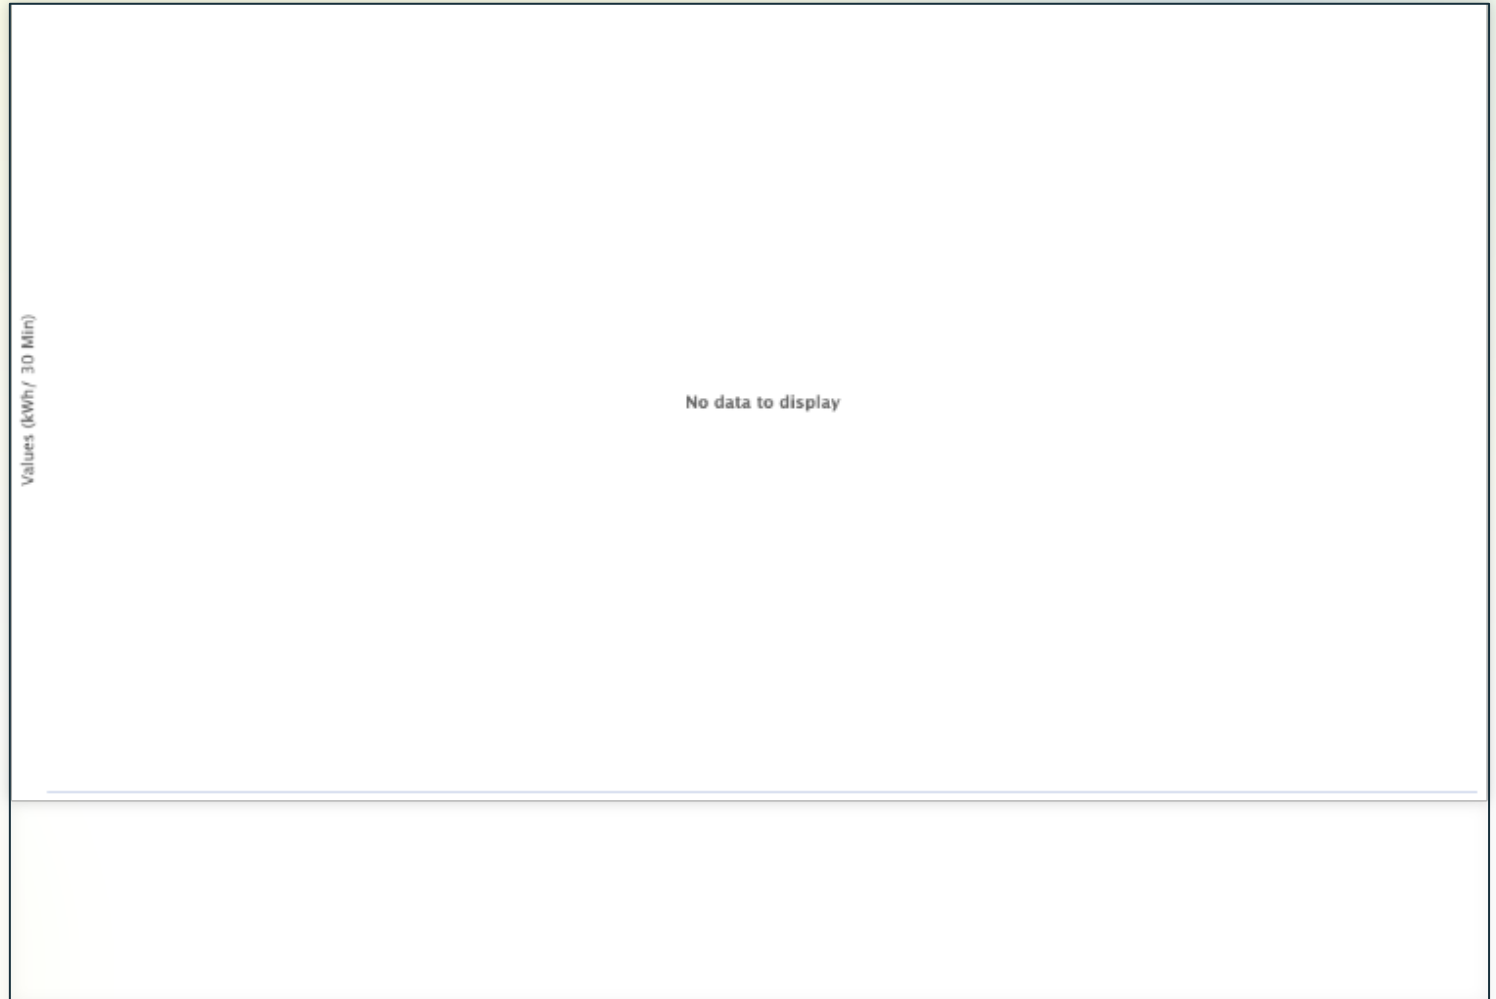 Values (kWh/ 30 Min)
No data to display